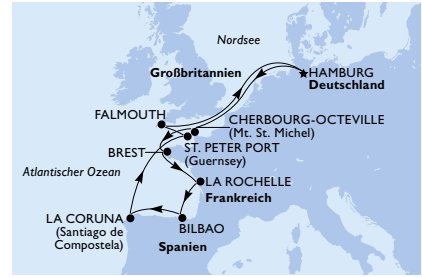 Nordsee
Großbritannien
HAMBURG
Deutschland
FALMOUTH
CHERBOURG-OCTEVILLE
(Mt. St. Michel)
BREST
ST. PETER PORT
(Guernsey)
Atlantischer Ozean
LA ROCHELLE
Frankreich
LA CORUNA
(Santiago de
Compostela)
BILBAO
Spanien